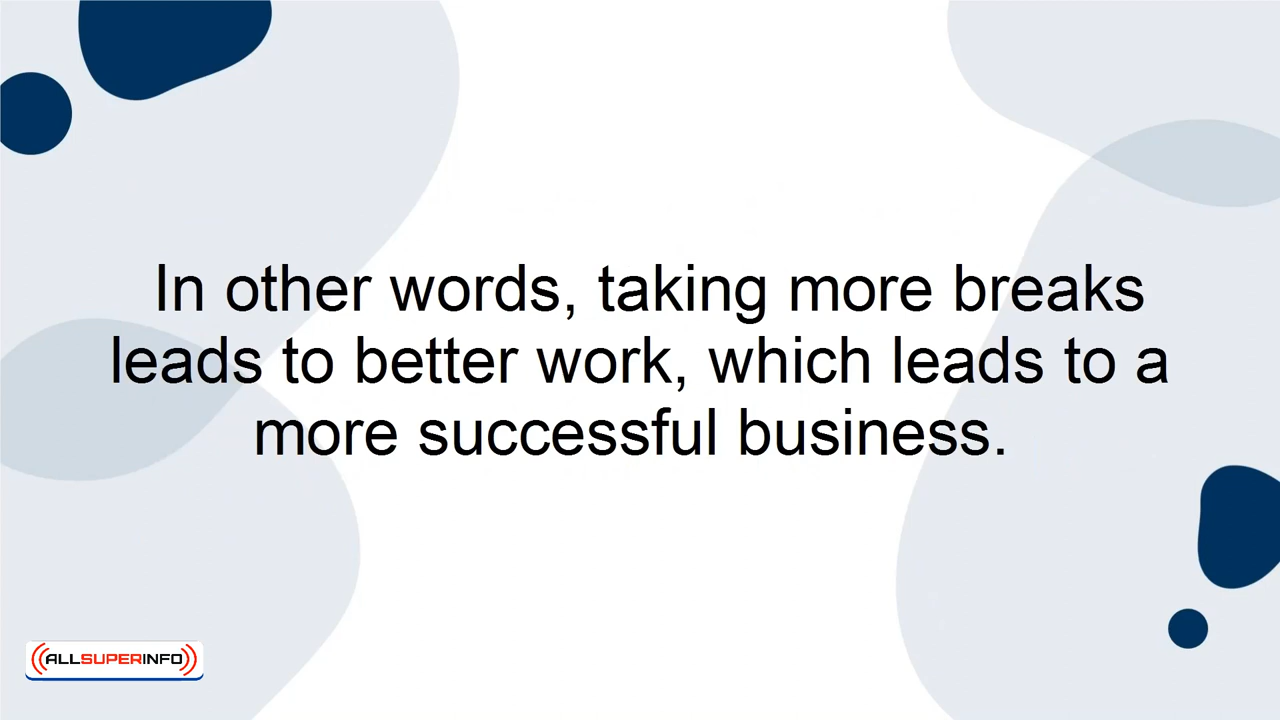 In other words, taking more breaks
leads to better work, which leads to a
more successful business.
ALLSUPERINFO